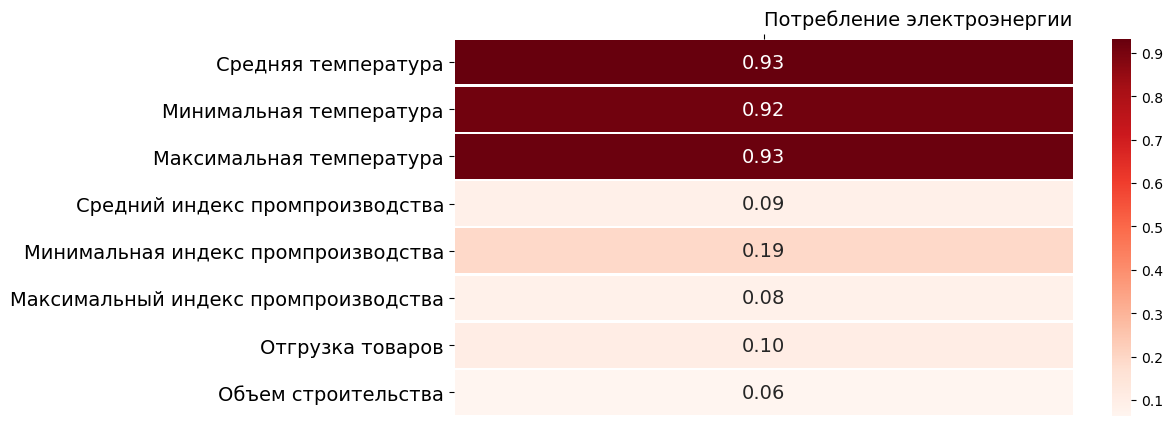 Потребление электроэнергии
Средняя температура 0.93
Минимальная температура 0.92
Максимальная температура 0.93
Средний индекс промпроизводства 0.09
Минимальная индекс промпроизводства 0.19
Максимальный индекс промпроизводства 0.08
Отгрузка товаров 0.10
Объем строительства 0.06
0.9
0.8
0.7
0.6
0.5
0.4
0.3
0.2
0.1